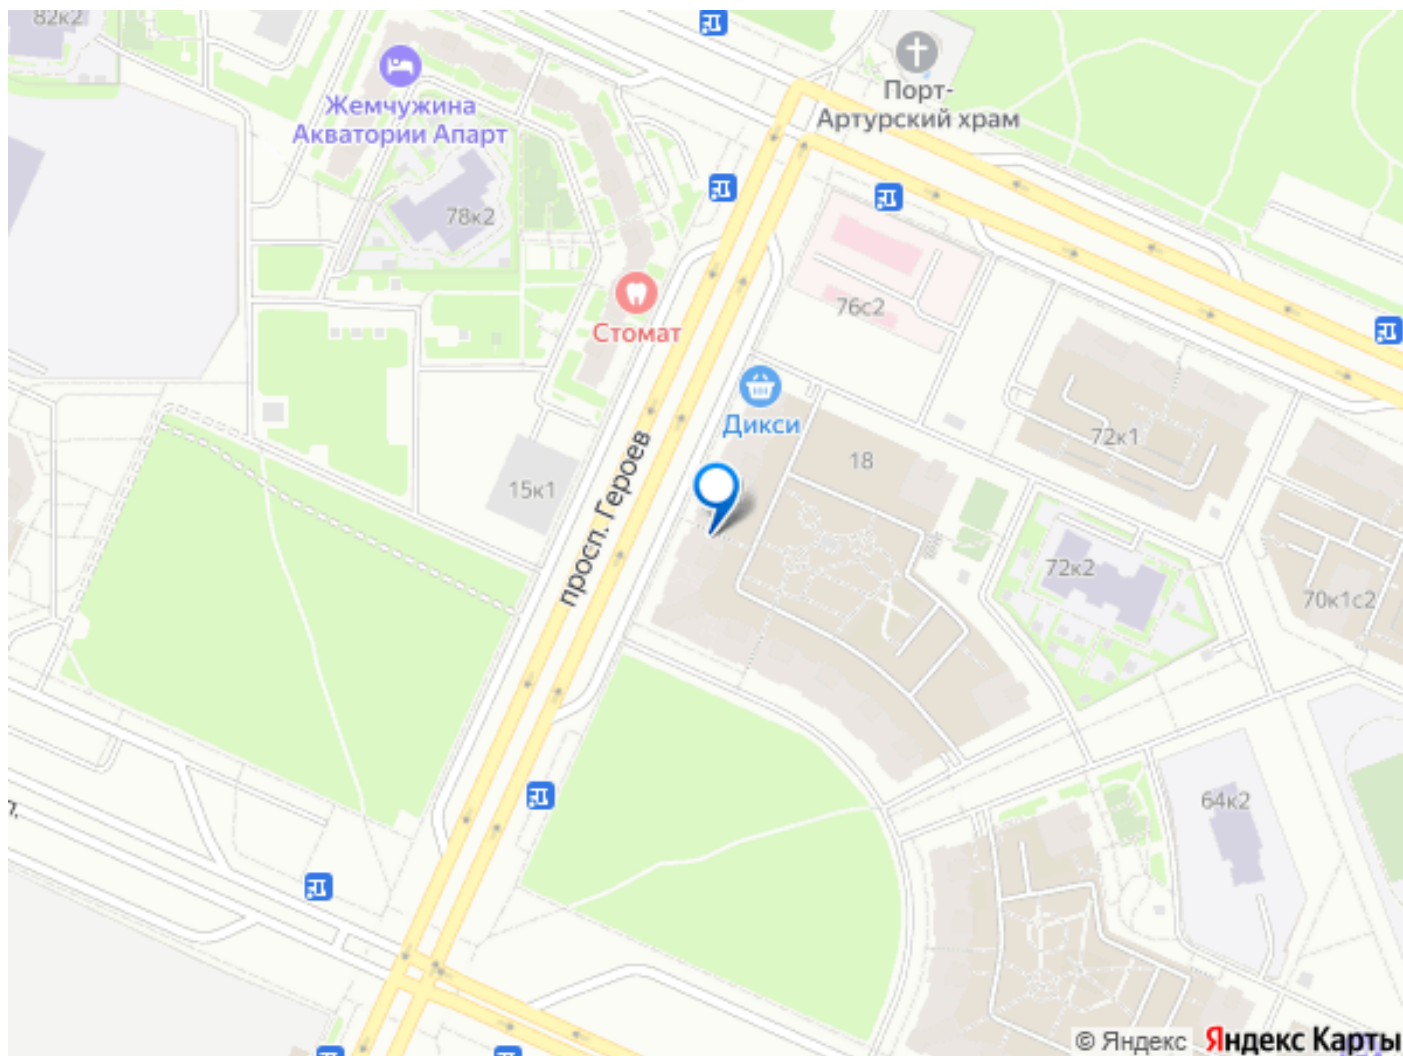 82к2
Порт-
Артурский храм
Жемчужина
Акватории Апарт
78к2
76с2
Стомат
Дикси
72к1
18
15к1
просп. Героев
72к2
70к1с2
64к2
© Яндекс Яндекс Карты